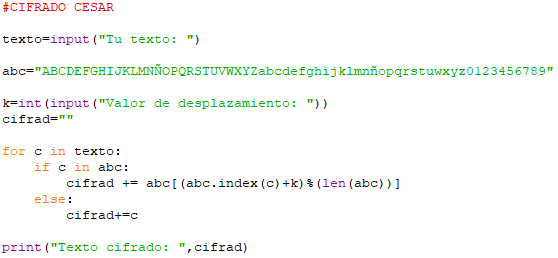 #CIFRADO CESAR
texto=input("Tu texto: ")
abc="ABCDEFGHIJKLMNÑOPQRSTUVWXYZabcdefghijklmnñopqrstuwxyz0123456789"
k=int(input("Valor de desplazamiento: "))
cifrad=""
for c in texto:
    if c in abc:
        cifrad += abc[(abc.index(c)+k)%(len(abc))]
    else:
        cifrad+=c
print("Texto cifrado: ",cifrad)